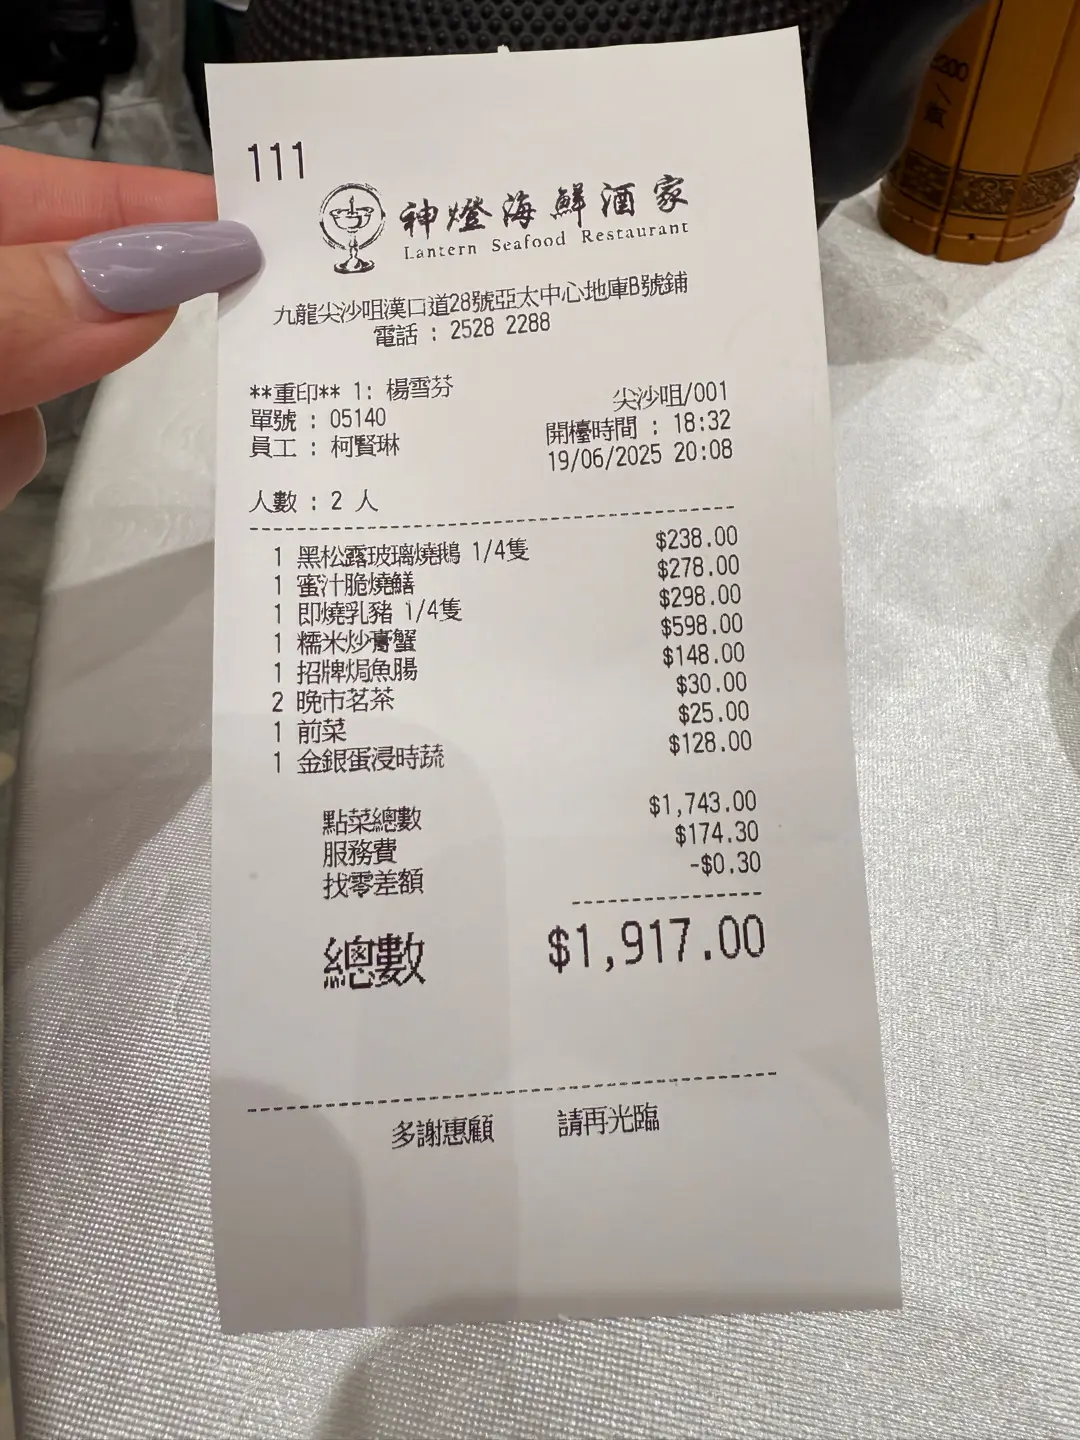 111
神燈海鮮酒家
Lantern Seafood Restaurant
九龍尖沙咀漢口道28號亞太中心地庫B號鋪
電話 : 2528 2288
**重印** 1: 楊雪芬
單號 : 05140 尖沙咀/001
員工 : 柯賢琳 開檯時間 : 18:32
19/06/2025 20:08
人數 : 2 人
1 黑松露玻璃燒鵝 1/4隻 $238.00
1 蜜汁脆燒鱔 $278.00
1 即燒乳豬 1/4隻 $298.00
1 糯米炒膏蟹 $598.00
1 招牌焗魚腸 $148.00
2 晚市茗茶 $30.00
1 前菜 $25.00
1 金銀蛋浸時蔬 $128.00
點菜總數 $1,743.00
服務費 $174.30
找零差額 -$0.30
總數 $1,917.00
多謝惠顧 請再光臨